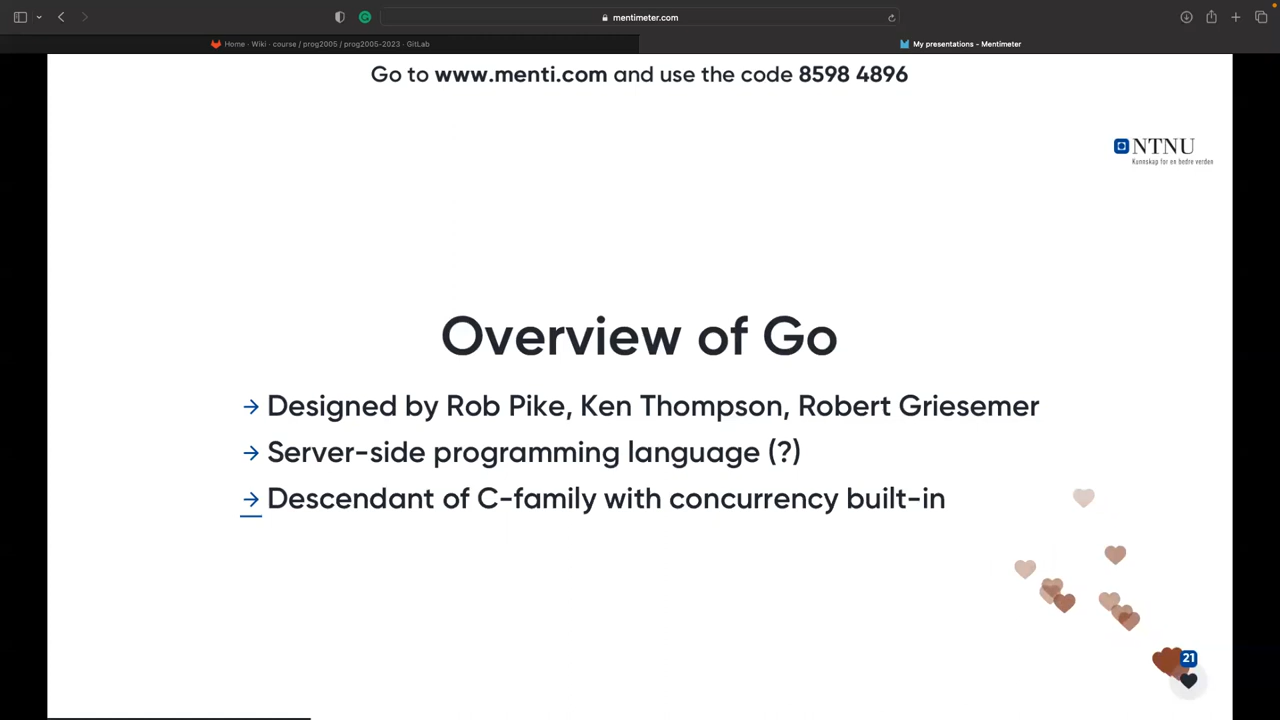 mentimeter.com
Home · Wiki · course / prog2005 / prog2005-2023 · GitLab
My presentations - Mentimeter
Go to www.menti.com and use the code 8598 4896
NTNU
Kunnskap for en bedre verden
Overview of Go
→ Designed by Rob Pike, Ken Thompson, Robert Griesemer
→ Server-side programming language (?)
→ Descendant of C-family with concurrency built-in
21